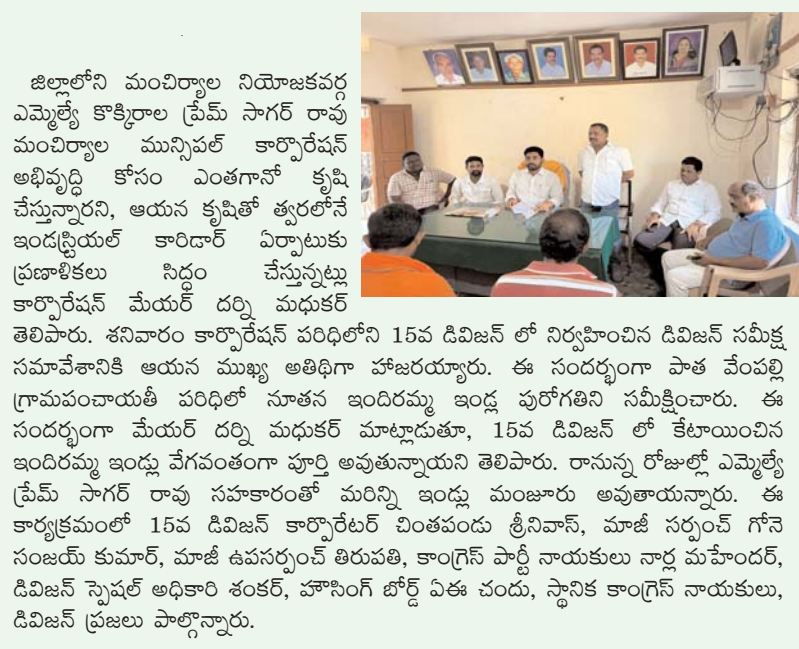 జిల్లాలోని మంచిర్యాల నియోజకవర్గ
ఎమ్మెల్యే కొక్కిరాల ప్రేమ్ సాగర్ రావు
మంచిర్యాల మున్సిపల్ కార్పొరేషన్
అభివృద్ధి కోసం ఎంతగానో కృషి
చేస్తున్నారని, ఆయన కృషితో త్వరలోనే
ఇండస్ట్రియల్ కారిడార్ ఏర్పాటుకు
ప్రణాళికలు సిద్ధం చేస్తున్నట్లు
కార్పొరేషన్ మేయర్ దర్ని మధుకర్
తెలిపారు. శనివారం కార్పొరేషన్ పరిధిలోని 15వ డివిజన్ లో నిర్వహించిన డివిజన్ సమీక్ష
సమావేశానికి ఆయన ముఖ్య అతిథిగా హాజరయ్యారు. ఈ సందర్భంగా పాత వేంపల్లి
గ్రామపంచాయతీ పరిధిలో నూతన ఇందిరమ్మ ఇండ్ల పురోగతిని సమీక్షించారు. ఈ
సందర్భంగా మేయర్ దర్ని మధుకర్ మాట్లాడుతూ, 15వ డివిజన్ లో కేటాయించిన
ఇందిరమ్మ ఇండ్లు వేగవంతంగా పూర్తి అవుతున్నాయని తెలిపారు. రానున్న రోజుల్లో ఎమ్మెల్యే
ప్రేమ్ సాగర్ రావు సహకారంతో మరిన్ని ఇండ్లు మంజూరు అవుతాయన్నారు. ఈ
కార్యక్రమంలో 15వ డివిజన్ కార్పొరేటర్ చింతపండు శ్రీనివాస్, మాజీ సర్పంచ్ గోనె
సంజయ్ కుమార్, మాజీ ఉపసర్పంచ్ తిరుపతి, కాంగ్రెస్ పార్టీ నాయకులు నార్ల మహేందర్,
డివిజన్ స్పెషల్ అధికారి శంకర్, హౌసింగ్ బోర్డ్ ఏఈ చందు, స్థానిక కాంగ్రెస్ నాయకులు,
డివిజన్ ప్రజలు పాల్గొన్నారు.